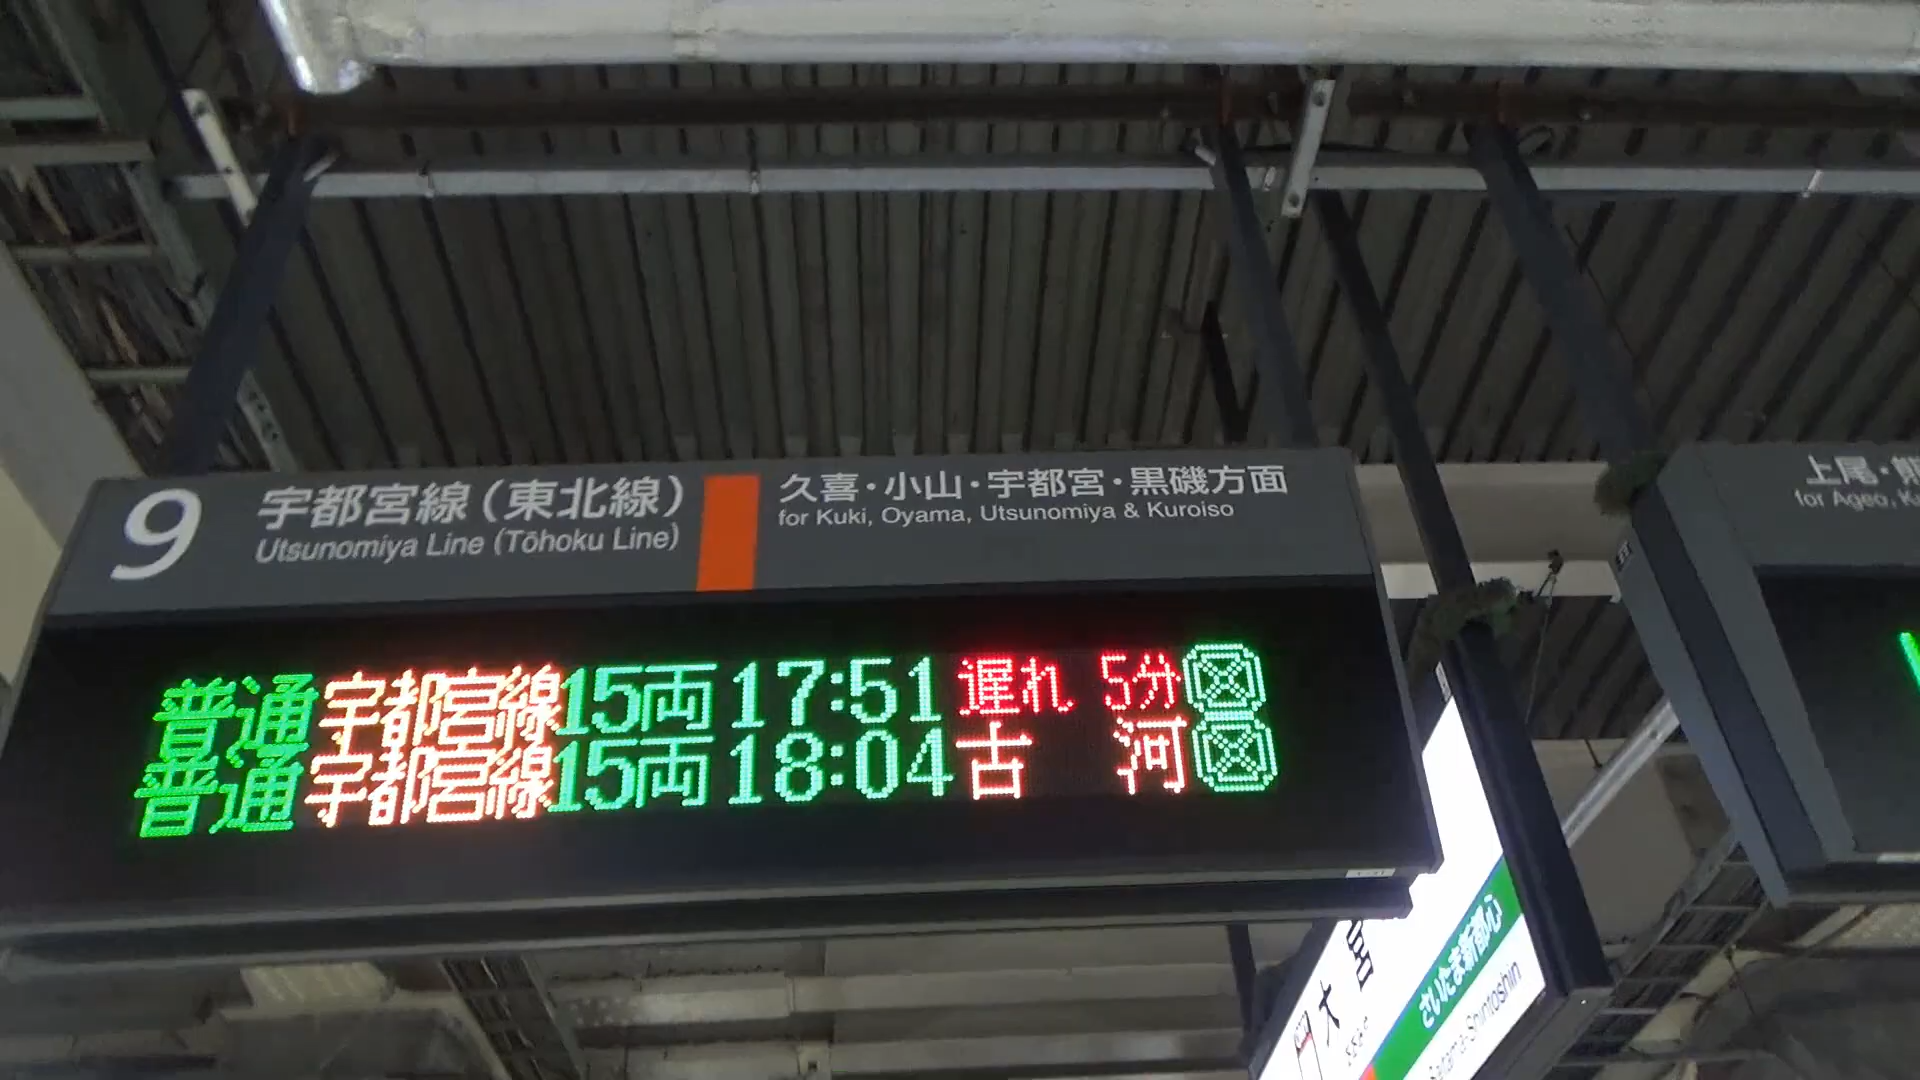 9 宇都宮線（東北線） 久喜・小山・宇都宮・黒磯方面
Utsunomiya Line (Tōhoku Line) for Kuki, Oyama, Utsunomiya & Kuroiso
普通 宇都宮線 15両 17:51 遅れ 5分
普通 宇都宮線 15両 18:04 古河
上尾・
for Ageo,
大宮
さいたま新都心
Saitama-Shintoshin